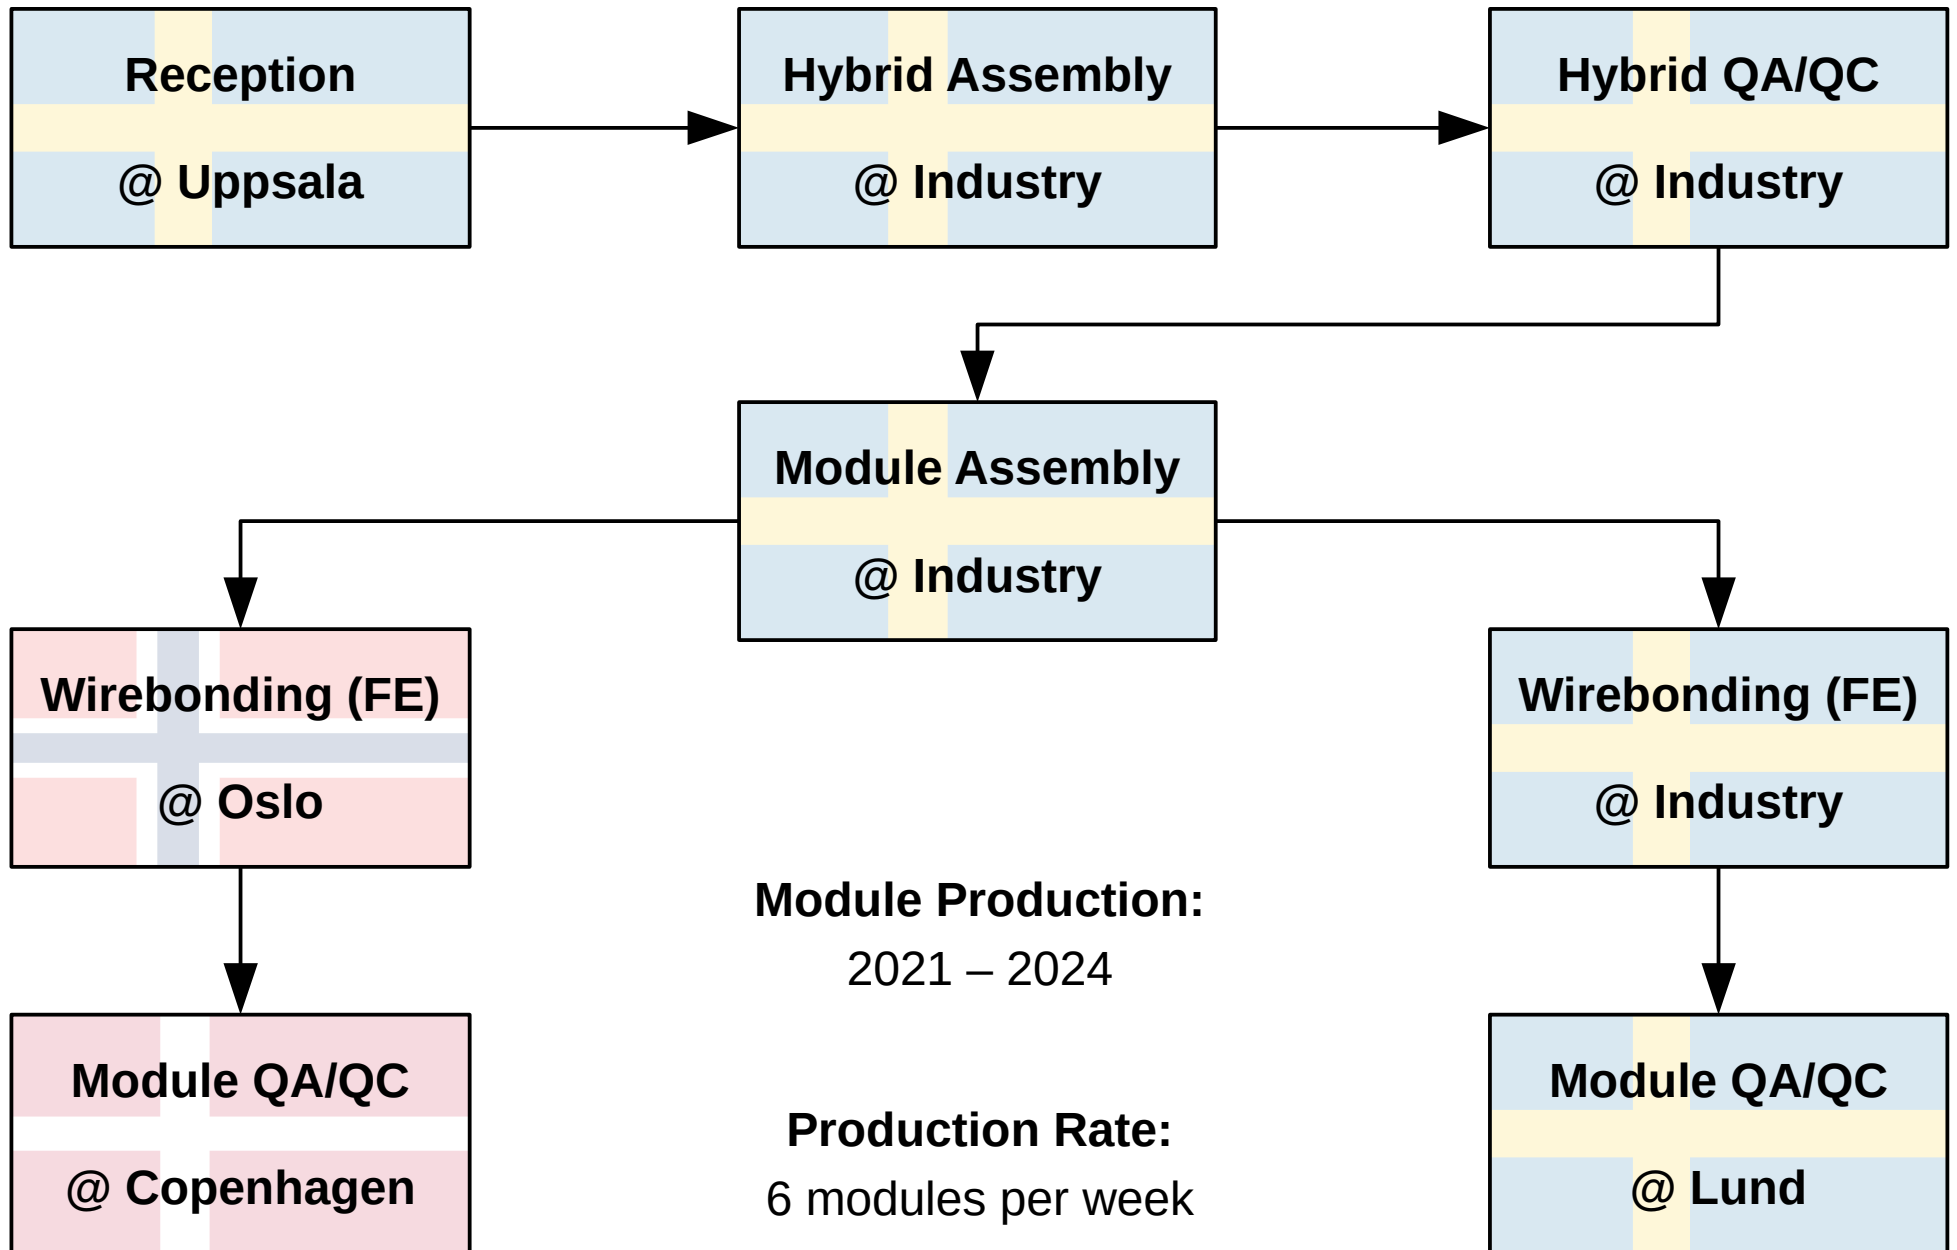 Reception
@ Uppsala
Hybrid Assembly
@ Industry
Hybrid QA/QC
@ Industry
Module Assembly
@ Industry
Wirebonding (FE)
@ Oslo
Wirebonding (FE)
@ Industry
Module Production:
2021 – 2024
Module QA/QC
@ Copenhagen
Production Rate:
6 modules per week
Module QA/QC
@ Lund